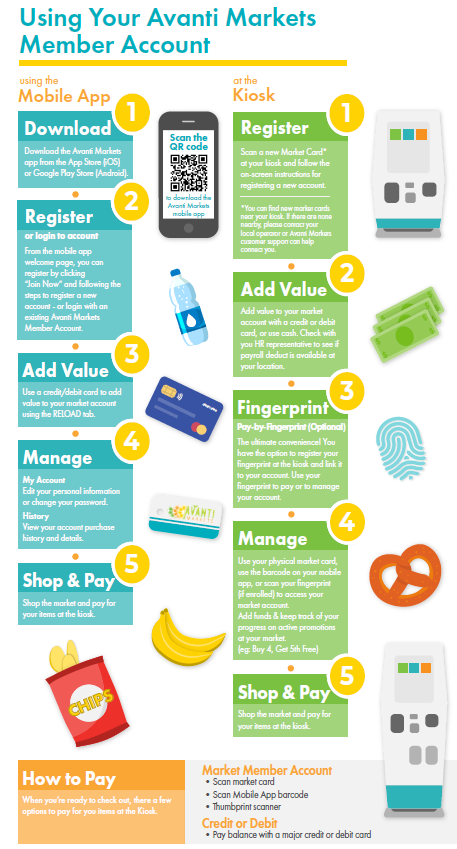 Using Your Avanti Markets
Member Account
using the
Mobile App
1
Download
Download the Avanti Markets
app from the App Store (iOS)
or Google Play Store (Android).
2
Register
or login to account
From the mobile app
welcome page, you can
register by clicking
"Join Now" and following the
steps to register a new
account - or login with an
existing Avanti Markets
Member Account.
3
Add Value
Use a credit/debit card to add
value to your market account
using the RELOAD tab.
4
Manage
My Account
Edit your personal information
or change your password.
History
View your account purchase
history and details.
5
Shop & Pay
Shop the market and pay for
your items at the kiosk.
Scan the
QR code
to download the
Avanti Markets
mobile app
AVANTI
MARKETS
CHIPS
at the
Kiosk
1
Register
Scan a new Market Card*
at your kiosk and follow the
on-screen instructions for
registering a new account.
*You can find new market cards
near your kiosk. If there are none
nearby, please contact your
local operator or Avanti Markets
customer support can help
connect you.
2
Add Value
Add value to your market
account with a credit or debit
card, or use cash. Check with
you HR representative to see if
payroll deduct is available at
your location.
3
Fingerprint
Pay-by-Fingerprint (Optional)
The ultimate convenience! You
have the option to register your
fingerprint at the kiosk and link it
to your account. Use your
fingerprint to pay or to manage
your account.
4
Manage
Use your physical market card,
use the barcode on your mobile
app, or scan your fingerprint
(if enrolled) to access your
market account.
Add funds & keep track of your
progress on active promotions
at your market.
(eg: Buy 4, Get 5th Free)
5
Shop & Pay
Shop the market and pay for
your items at the kiosk.
How to Pay
When you're ready to check out, there a few
options to pay for you items at the Kiosk.
Market Member Account
• Scan market card
• Scan Mobile App barcode
• Thumbprint scanner
Credit or Debit
• Pay balance with a major credit or debit card